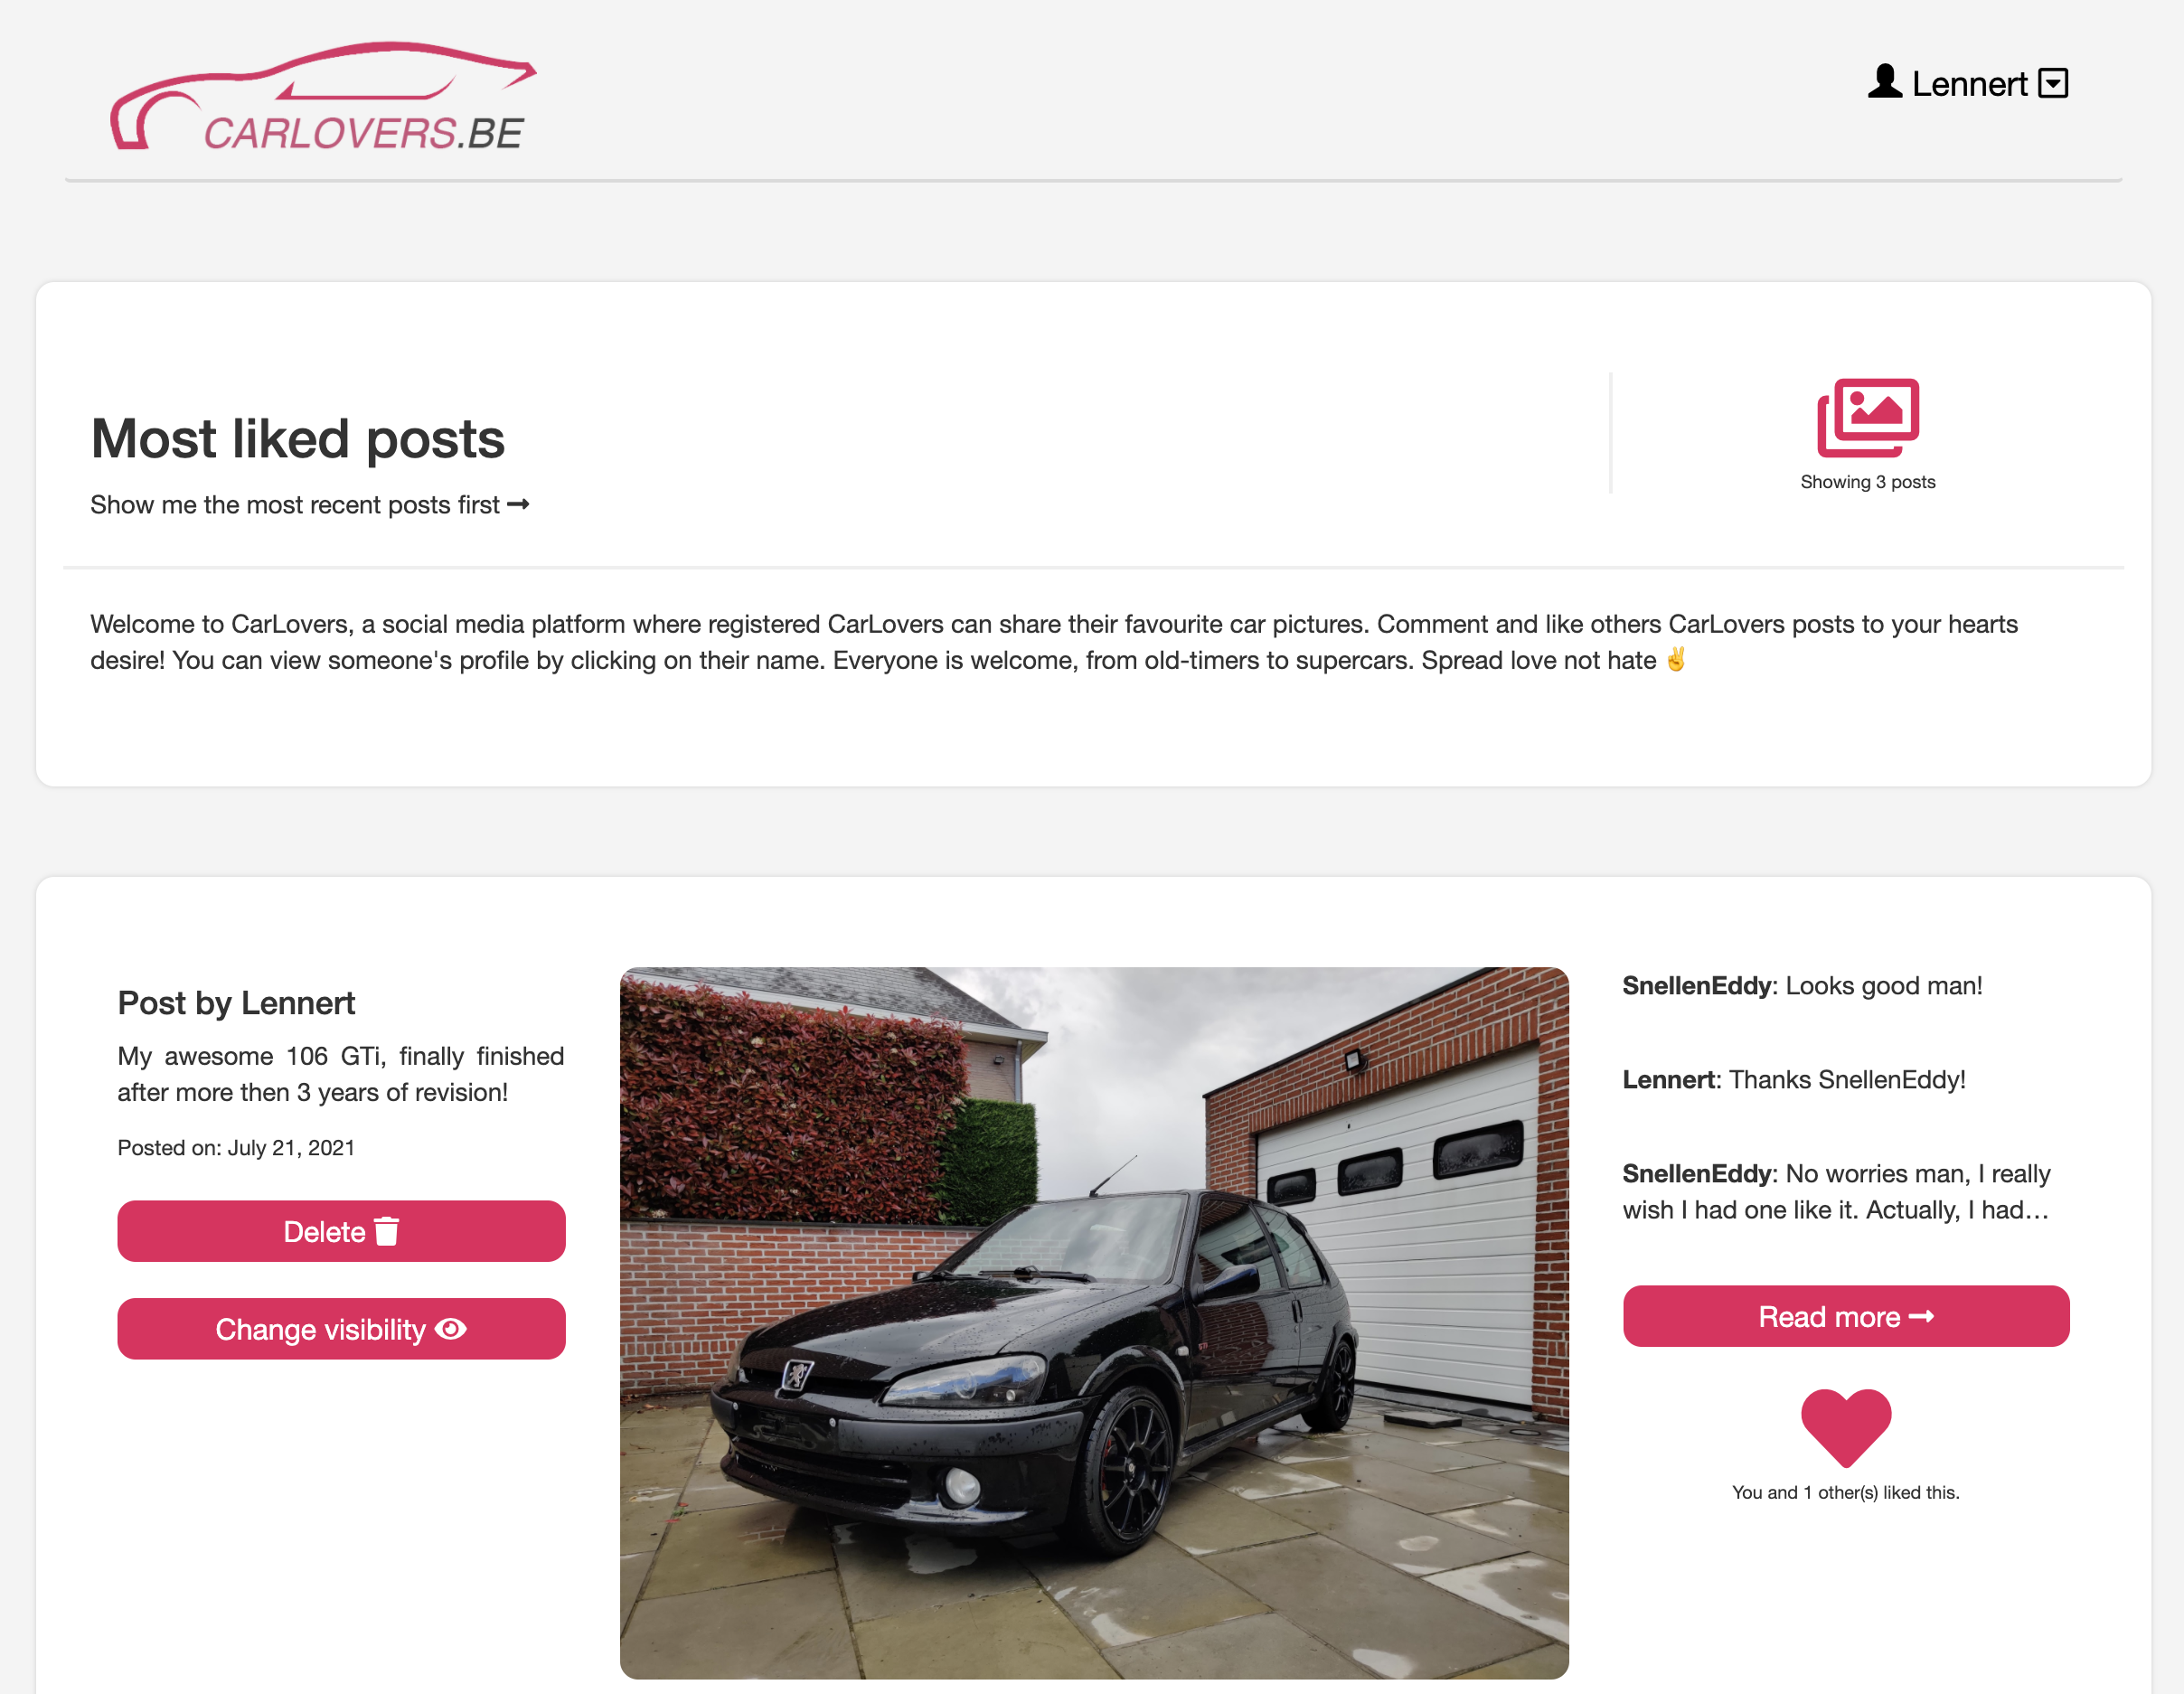 CARLOVERS.BE
Lennert
Most liked posts
Show me the most recent posts first
Showing 3 posts
Welcome to CarLovers, a social media platform where registered CarLovers can share their favourite car pictures. Comment and like others CarLovers posts to your hearts
desire! You can view someone's profile by clicking on their name. Everyone is welcome, from old-timers to supercars. Spread love not hate ✌️
Post by Lennert
My awesome 106 GTi, finally finished
after more then 3 years of revision!
Posted on: July 21, 2021
Delete
Change visibility
SnellenEddy: Looks good man!
Lennert: Thanks SnellenEddy!
SnellenEddy: No worries man, I really
wish I had one like it. Actually, I had…
Read more
You and 1 other(s) liked this.